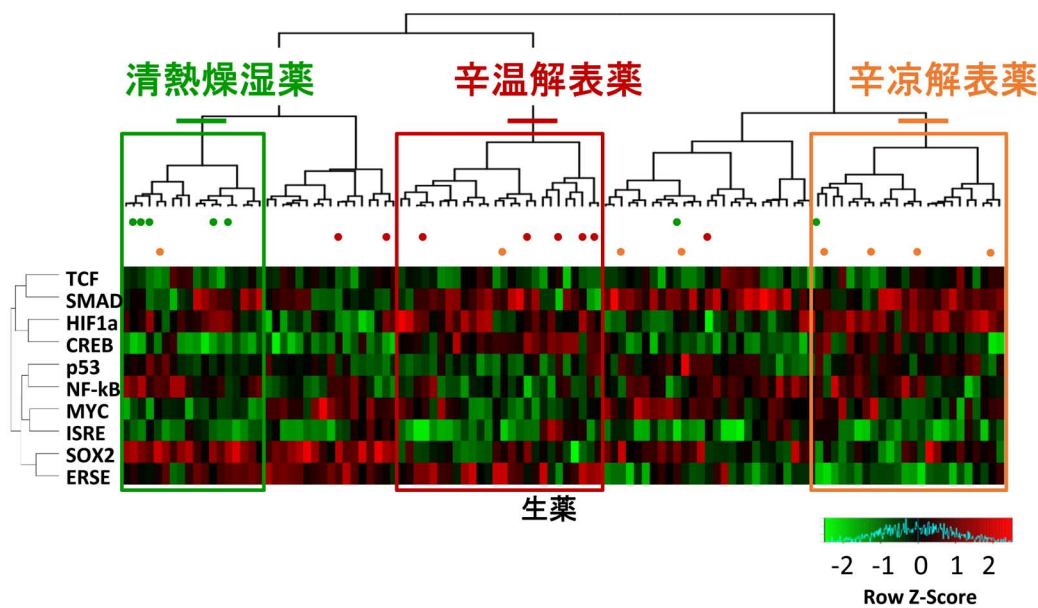 清熱燥湿薬
辛温解表薬
辛凉解表薬
TCF
SMAD
HIF1a
CREB
p53
NF-kB
MYC
ISRE
SOX2
ERSE
生薬
-2 -1 0 1 2
Row Z-Score